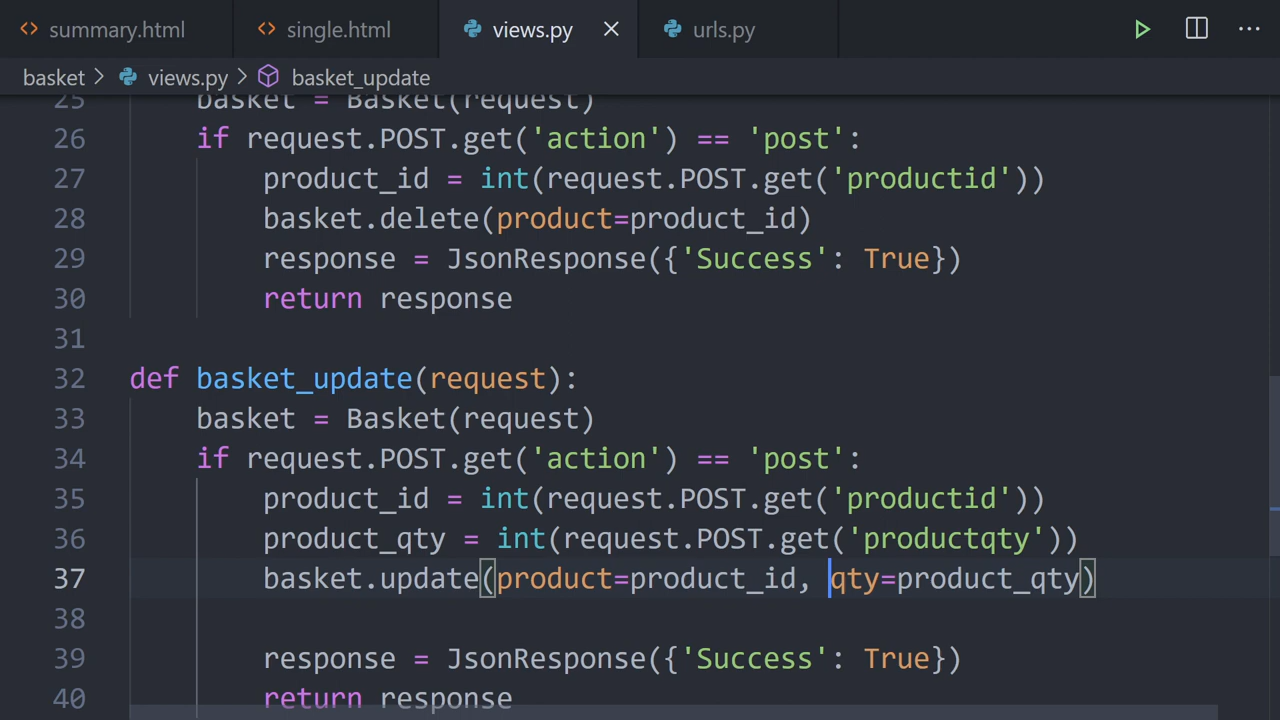 summary.html single.html views.py urls.py
basket > views.py > basket_update
25 basket = Basket(request)
26 if request.POST.get('action') == 'post':
27 product_id = int(request.POST.get('productid'))
28 basket.delete(product=product_id)
29 response = JsonResponse({'Success': True})
30 return response
31
32 def basket_update(request):
33 basket = Basket(request)
34 if request.POST.get('action') == 'post':
35 product_id = int(request.POST.get('productid'))
36 product_qty = int(request.POST.get('productqty'))
37 basket.update(product=product_id, qty=product_qty)
38
39 response = JsonResponse({'Success': True})
40 return response